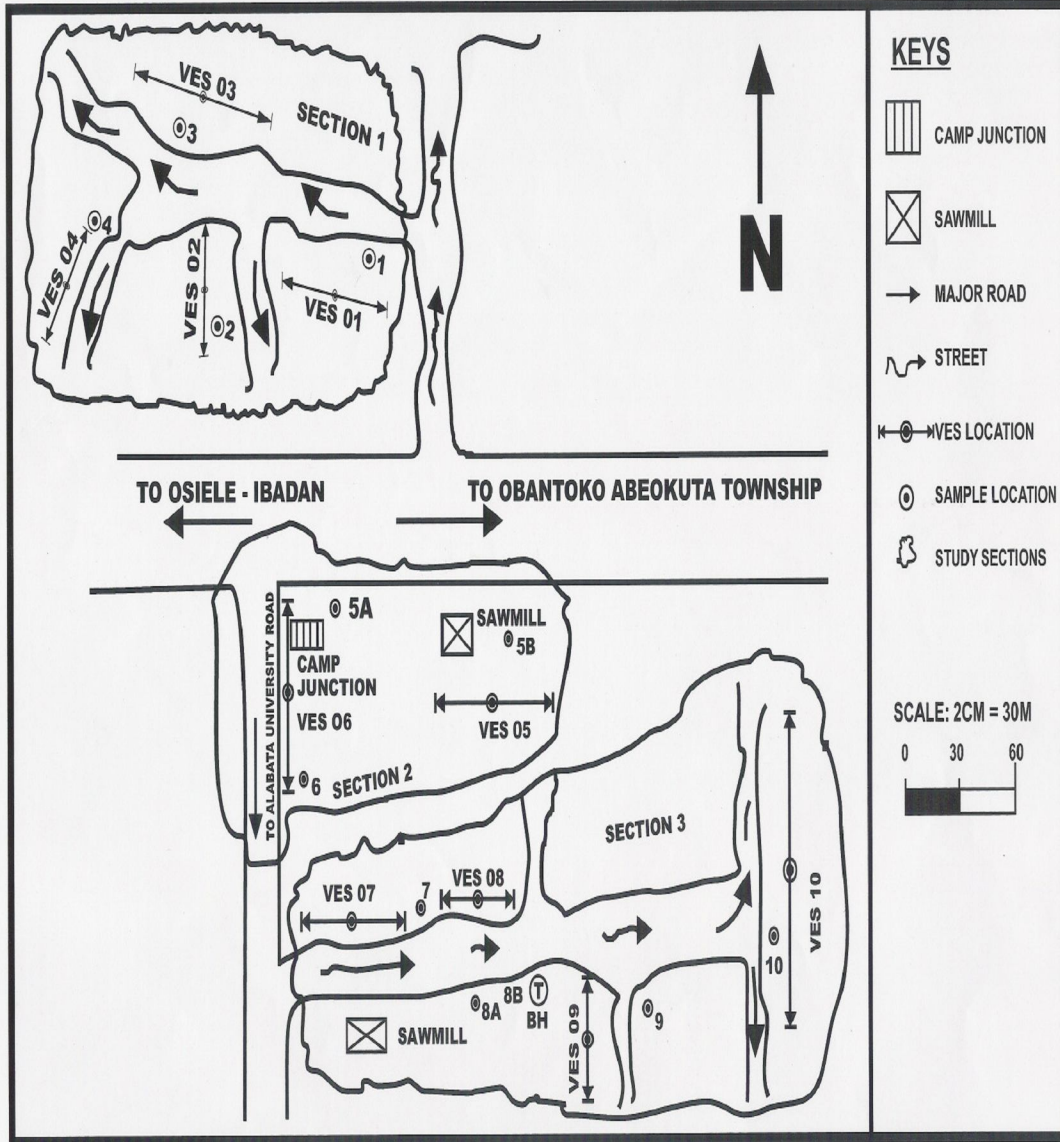 VES 03
SECTION 1
3
4
VES 04
VES 02
2
1
VES 01
N
TO OSIELE - IBADAN
TO OBANTOKO ABEOKUTA TOWNSHIP
TO ALABATA UNIVERSITY ROAD
5A
CAMP
JUNCTION
VES 06
SAWMILL
5B
VES 05
6
SECTION 2
SECTION 3
VES 07
7
VES 08
VES 10
10
8A
8B
T
BH
VES 09
9
SAWMILL
KEYS
CAMP JUNCTION
SAWMILL
MAJOR ROAD
STREET
VES LOCATION
SAMPLE LOCATION
STUDY SECTIONS
SCALE: 2CM = 30M
0 30 60